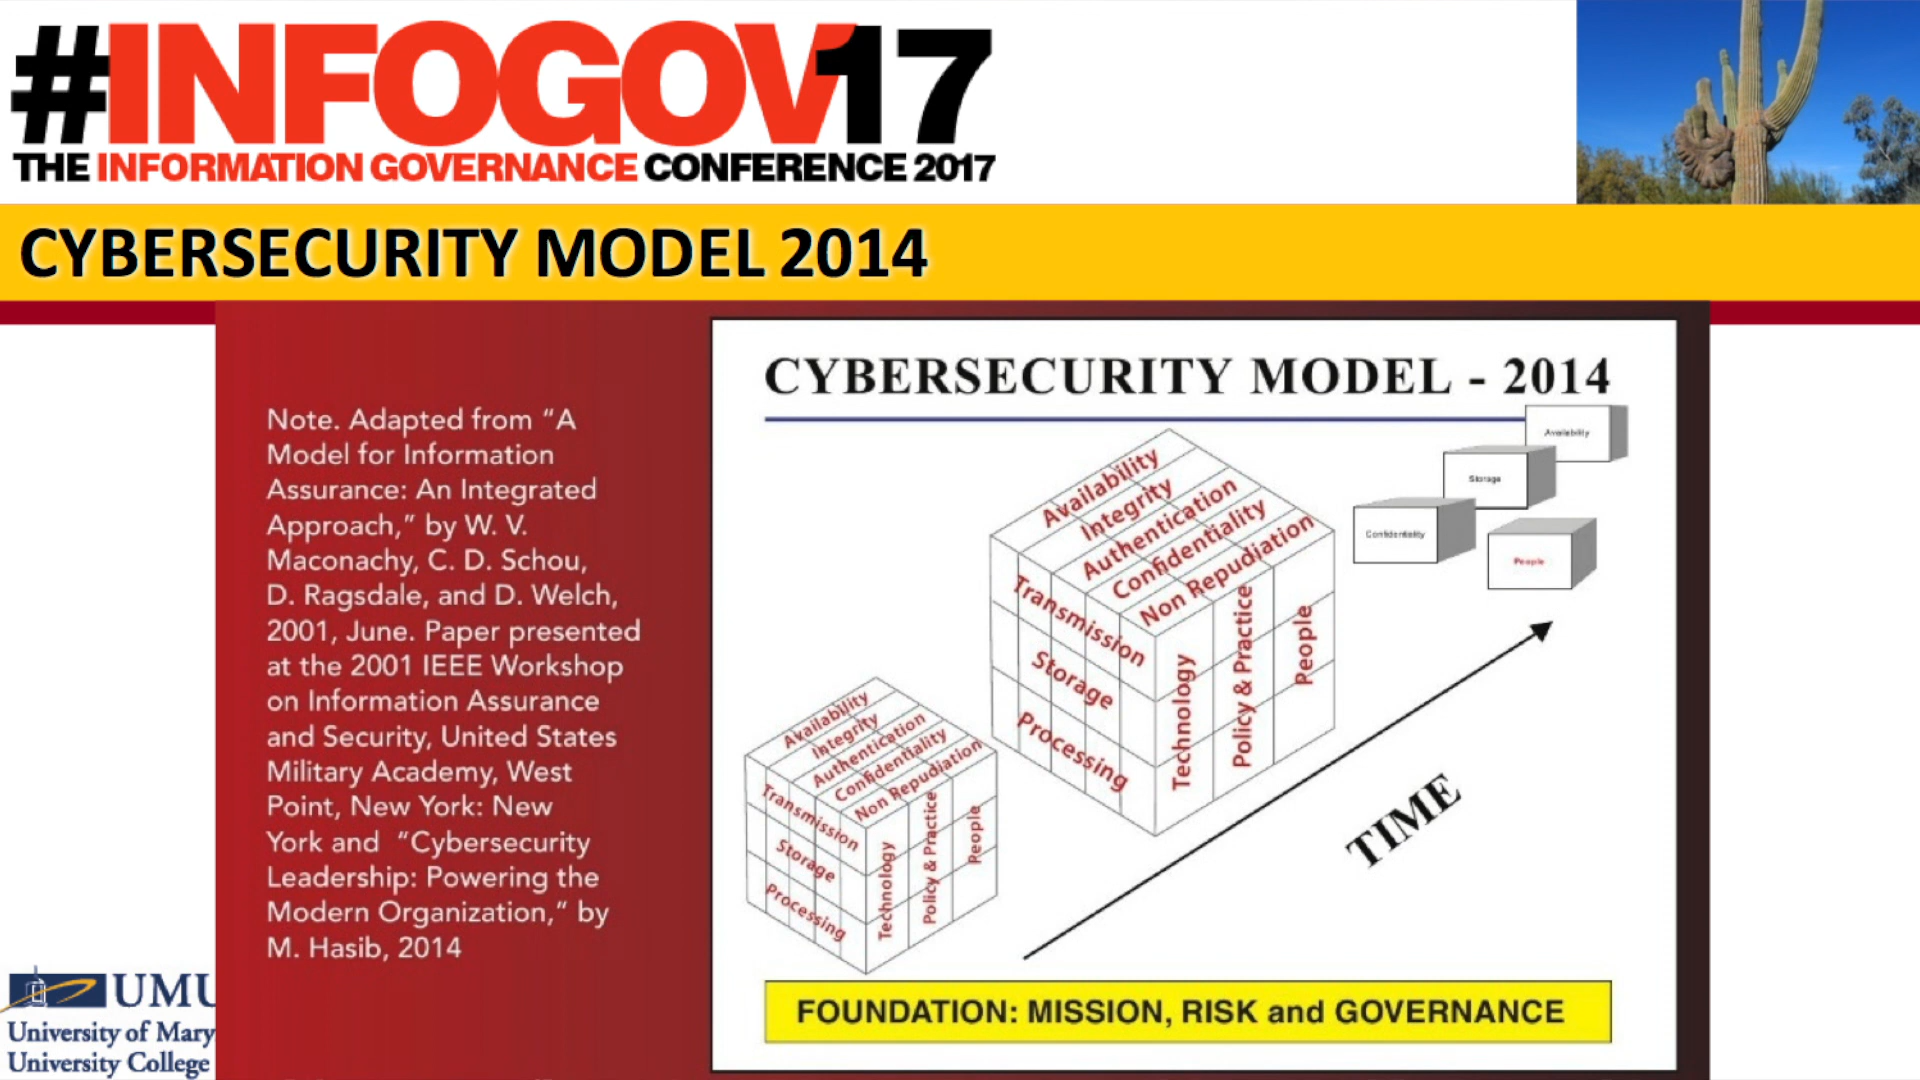 #INFOGOV17
THE INFORMATION GOVERNANCE CONFERENCE 2017
CYBERSECURITY MODEL 2014
Note. Adapted from “A
Model for Information
Assurance: An Integrated
Approach,” by W. V.
Maconachy, C. D. Schou,
D. Ragsdale, and D. Welch,
2001, June. Paper presented
at the 2001 IEEE Workshop
on Information Assurance
and Security, United States
Military Academy, West
Point, New York: New
York and “Cybersecurity
Leadership: Powering the
Modern Organization,” by
M. Hasib, 2014
CYBERSECURITY MODEL - 2014
Availability
Storage
Confidentiality
People
Availability
Integrity
Authentication
Confidentiality
Non Repudiation
Transmission
Storage
Processing
Technology
Policy & Practice
People
Availability
Integrity
Authentication
Confidentiality
Non Repudiation
Transmission
Storage
Processing
Technology
Policy & Practice
People
TIME
FOUNDATION: MISSION, RISK and GOVERNANCE
UMU
University of Mary
University College